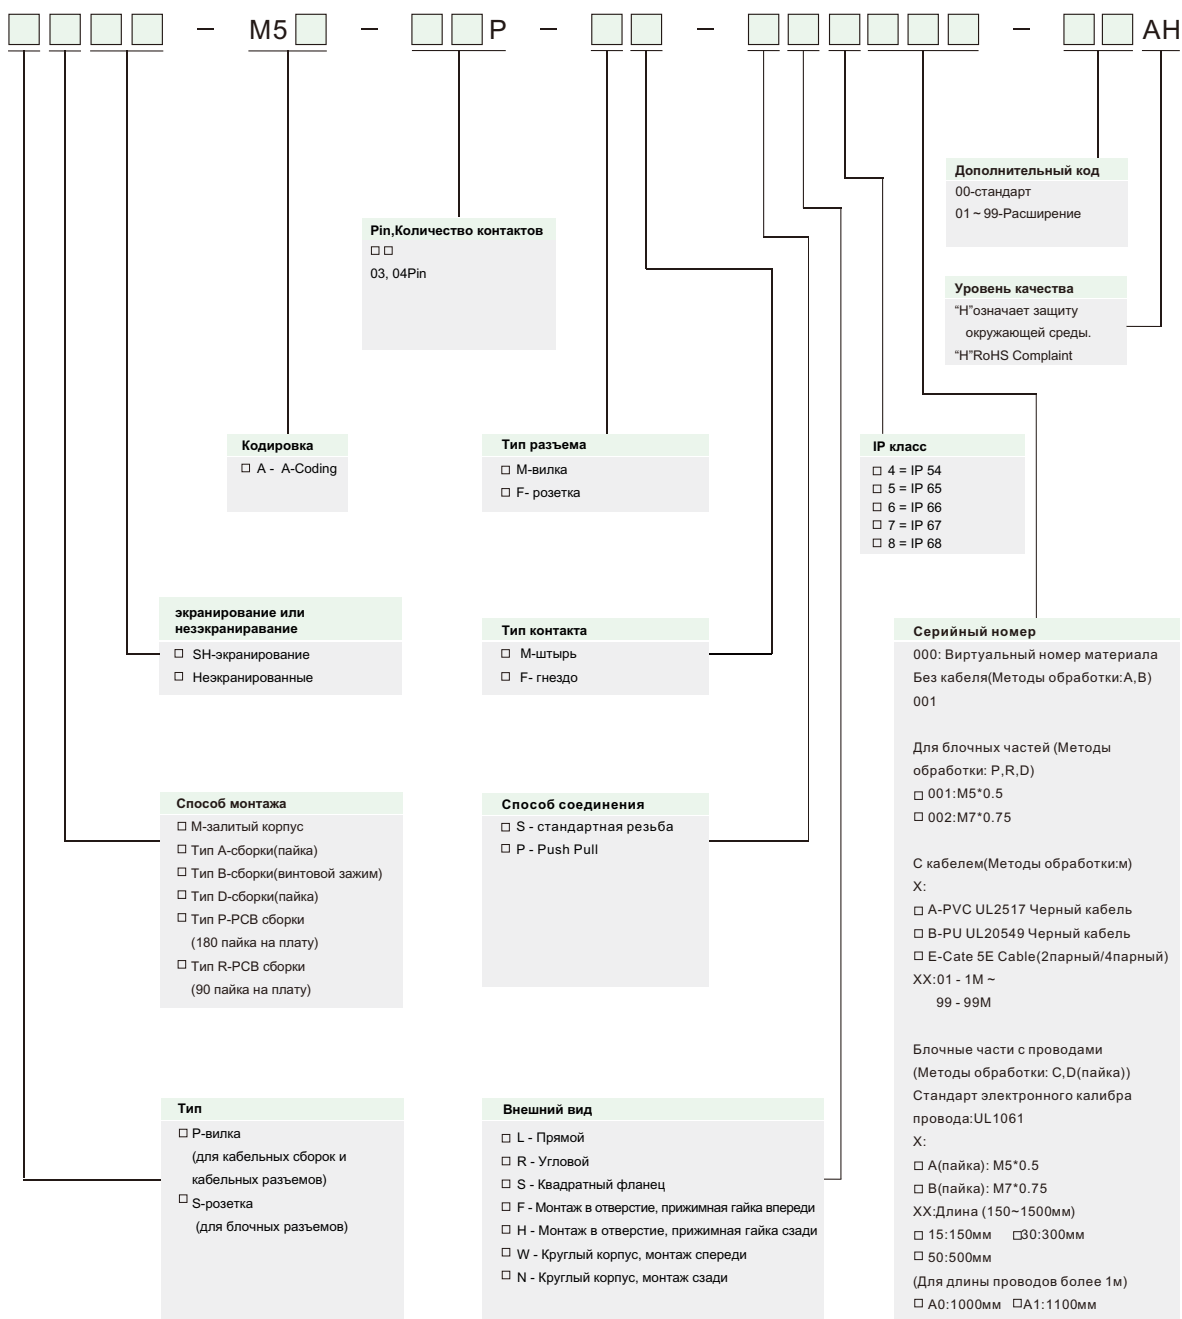 – M5 – P – – – AH
Дополнительный код
00-стандарт
01 ~ 99-Расширение
Pin,Количество контактов
03, 04Pin
Уровень качества
“H”означает защиту
окружающей среды.
“H”RoHS Complaint
Кодировка
A - A-Coding
Тип разъема
М-вилка
F- розетка
IP класс
4 = IP 54
5 = IP 65
6 = IP 66
7 = IP 67
8 = IP 68
экранирование или
незэкранираваниe
SH-экранирование
Неэкранированные
Тип контакта
М-штырь
F- гнездо
Серийный номер
000: Виртуальный номер материала
Без кабеля(Методы обработки:A,B)
001
Для блочных частей (Методы
обработки: P,R,D)
001:M5*0.5
002:M7*0.75
С кабелем(Методы обработки:м)
X:
A-PVC UL2517 Черный кабель
B-PU UL20549 Черный кабель
E-Cate 5E Cable(2парный/4парный)
XX:01 - 1M ~
99 - 99M
Блочные части с проводами
(Методы обработки: C,D(пайка))
Стандарт электронного калибра
провода:UL1061
X:
A(пайка): M5*0.5
B(пайка): M7*0.75
XX:Длина (150~1500мм)
15:150мм 30:300мм
50:500мм
(Для длины проводов более 1м)
A0:1000мм A1:1100мм
Способ монтажа
М-залитый корпус
Тип A-сборки(пайка)
Тип B-сборки(винтовой зажим)
Тип D-сборки(пайка)
Тип P-PCB сборки
(180 пайка на плату)
Тип R-PCB сборки
(90 пайка на плату)
Способ соединения
S - стандартная резьба
P - Push Pull
Тип
P-вилка
(для кабельных сборок и
кабельных разъемов)
S-розетка
(для блочных разъемов)
Внешний вид
L - Прямой
R - Угловой
S - Квадратный фланец
F - Монтаж в отверстие, прижимная гайка впереди
H - Монтаж в отверстие, прижимная гайка сзади
W - Круглый корпус, монтаж спереди
N - Круглый корпус, монтаж сзади